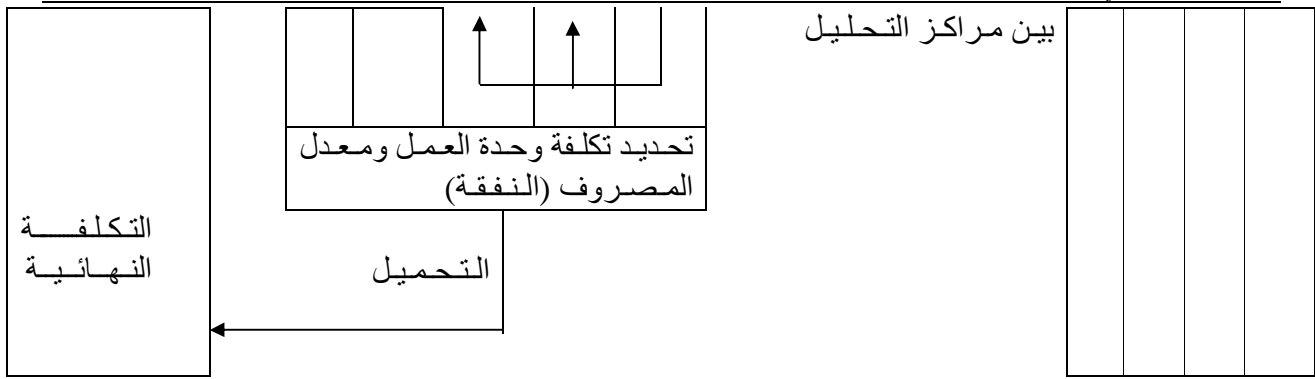 بين مراكز التحليل
تحديد تكلفة وحدة العمل ومعدل
المصروف (النفقة)
التحميل
التكلفة
النهائية